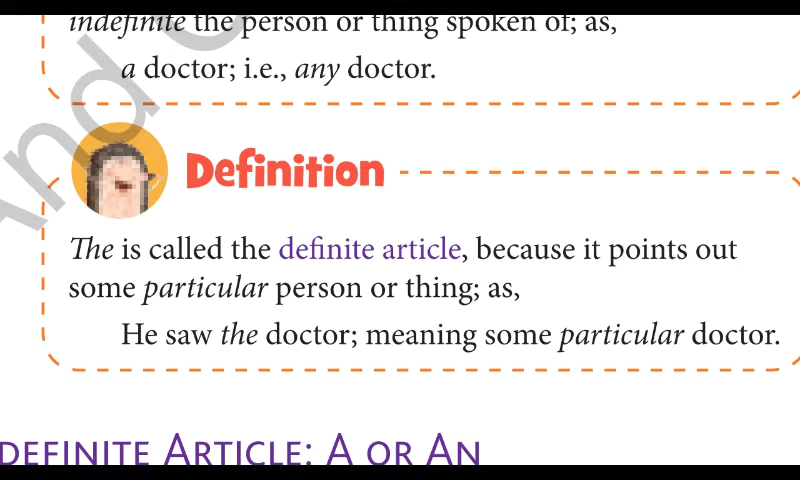 indefinite the person or thing spoken of; as,
a doctor; i.e., any doctor.
Definition
The is called the definite article, because it points out
some particular person or thing; as,
He saw the doctor; meaning some particular doctor.
definite Article: A or An